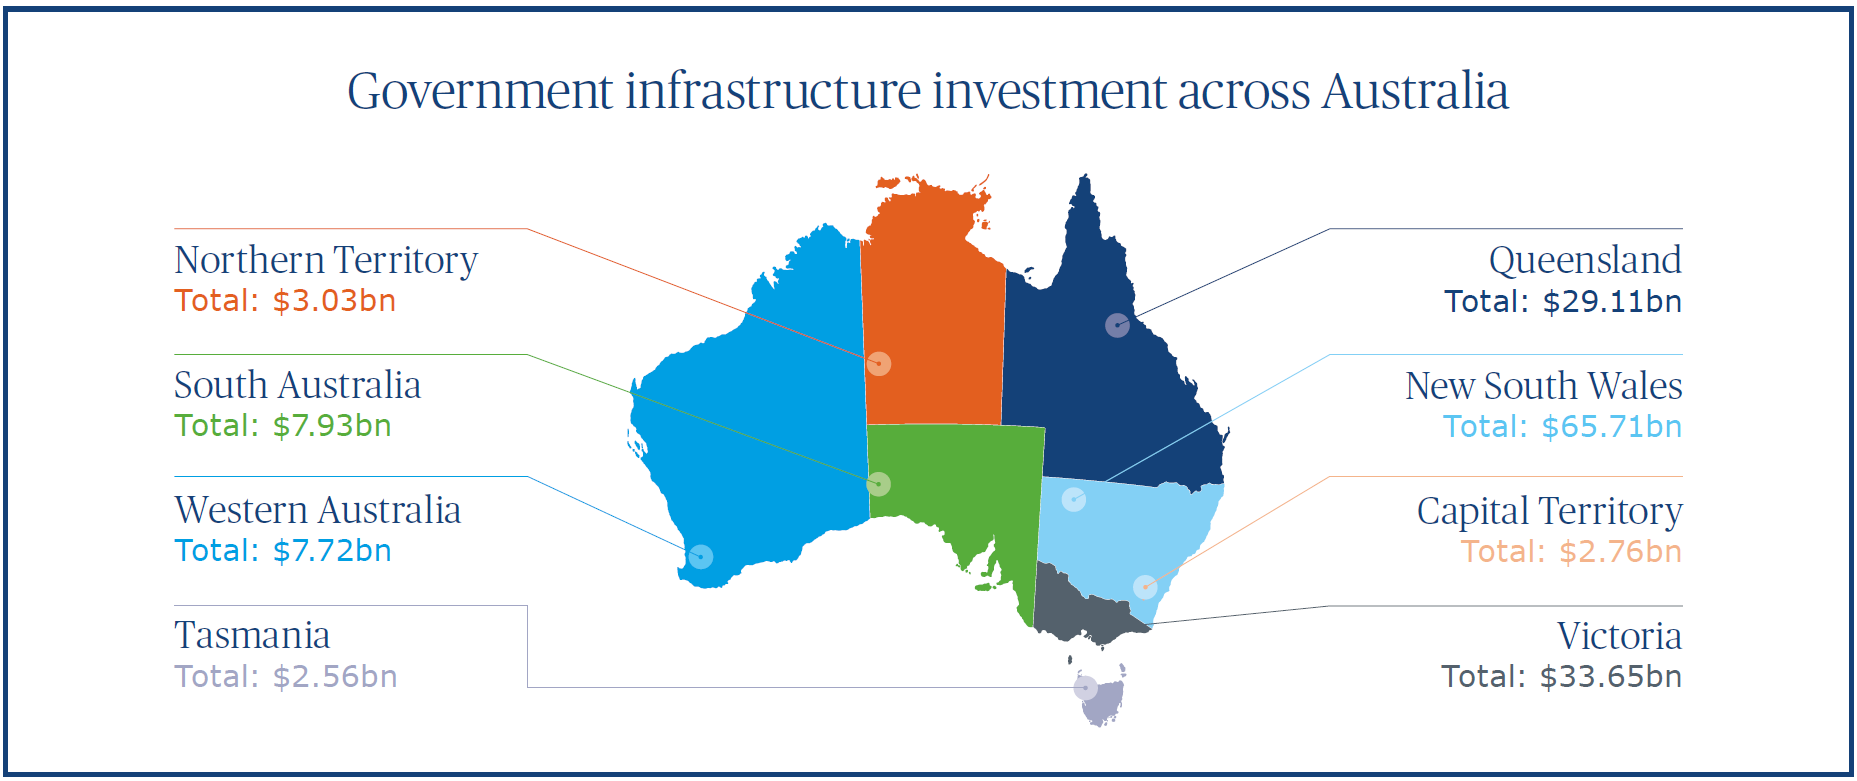 Government infrastructure investment across Australia
Northern Territory
Total: $3.03bn
South Australia
Total: $7.93bn
Western Australia
Total: $7.72bn
Tasmania
Total: $2.56bn
Queensland
Total: $29.11bn
New South Wales
Total: $65.71bn
Capital Territory
Total: $2.76bn
Victoria
Total: $33.65bn